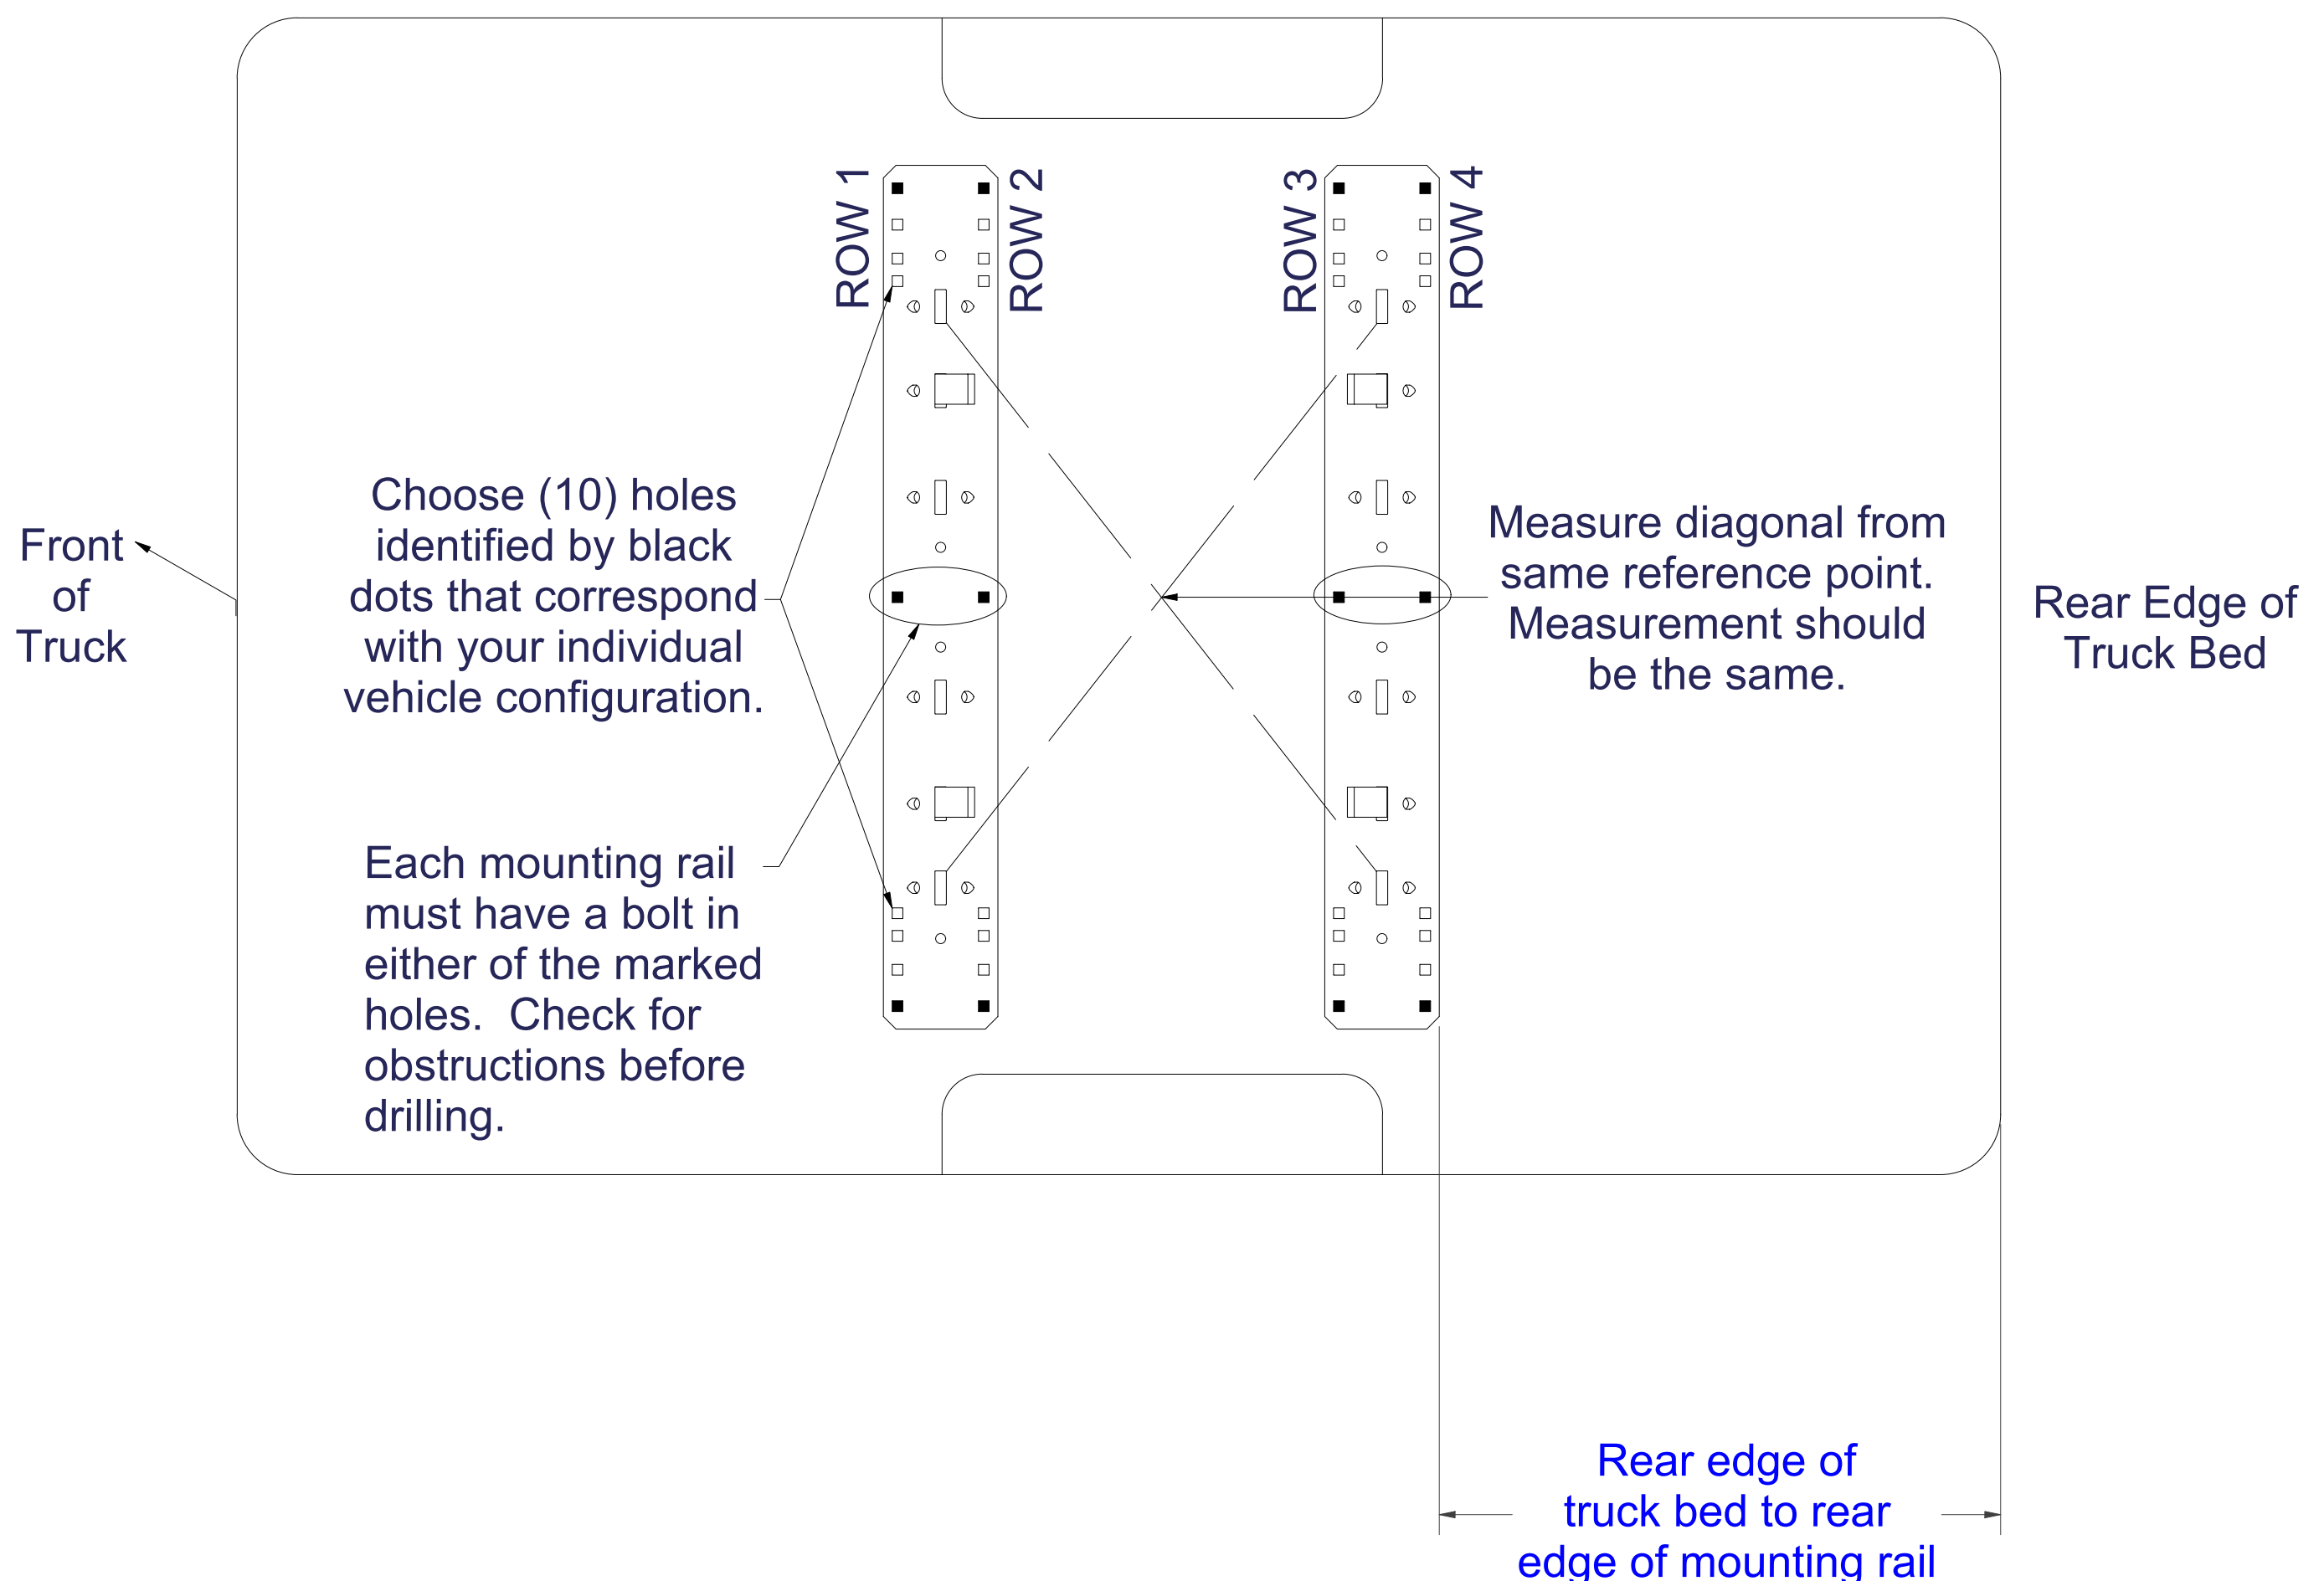 ROW 1
ROW 2
ROW 3
ROW 4
Front
of
Truck
Choose (10) holes
identified by black
dots that correspond
with your individual
vehicle configuration.
Each mounting rail
must have a bolt in
either of the marked
holes.  Check for
obstructions before
drilling.
Measure diagonal from
same reference point.
Measurement should
be the same.
Rear Edge of
Truck Bed
Rear edge of
truck bed to rear
edge of mounting rail